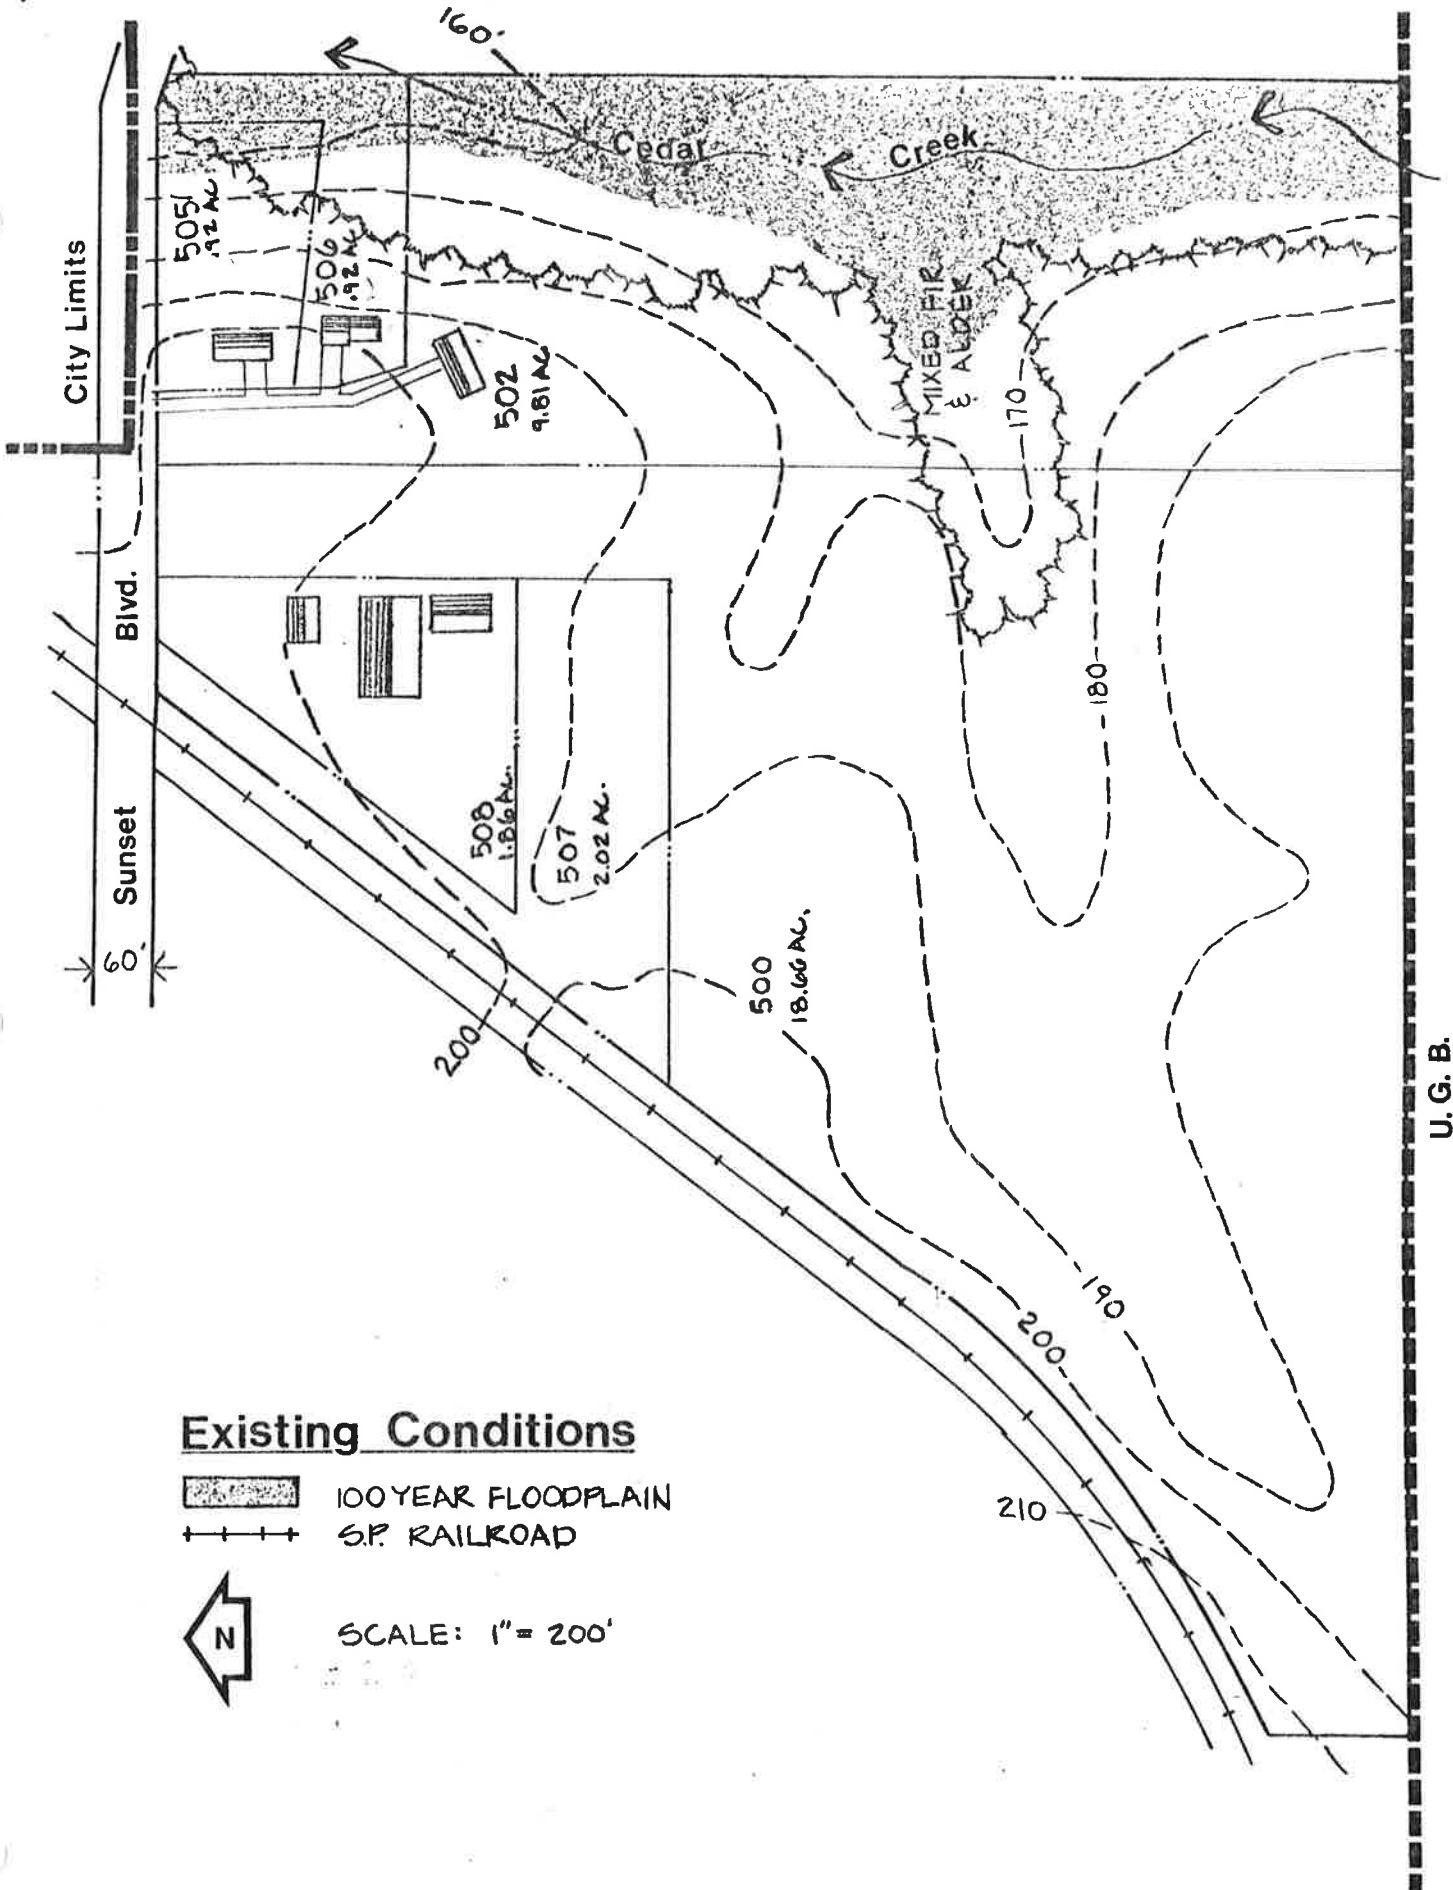 160'
City Limits
Cedar Creek
505
.92 AC.
506
.92 AC
502
9.81 AC
MIXED FIR
& ALDER
170
Sunset Blvd.
60'
508
1.86 AC.
507
2.02 AC.
180
500
18.66 AC.
200
190
200
210
U. G. B.
Existing Conditions
100 YEAR FLOODPLAIN
S.P. RAILROAD
N
SCALE: 1" = 200'